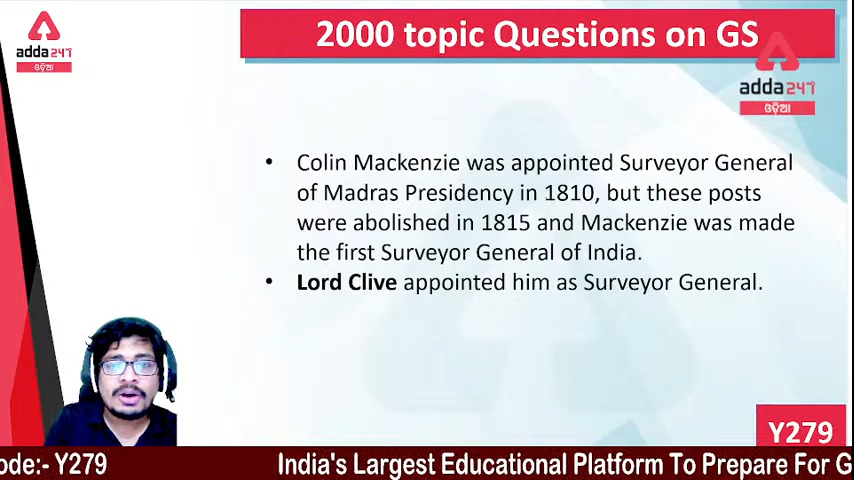 adda247
ଓଡ଼ିଆ
2000 topic Questions on GS
adda247
ଓଡ଼ିଆ
• Colin Mackenzie was appointed Surveyor General
of Madras Presidency in 1810, but these posts
were abolished in 1815 and Mackenzie was made
the first Surveyor General of India.
• Lord Clive appointed him as Surveyor General.
Y279
ode:- Y279 India's Largest Educational Platform To Prepare For G